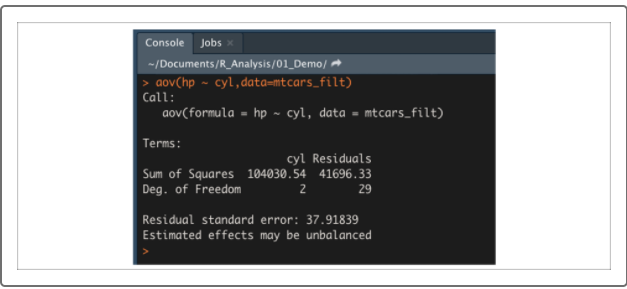 Console Jobs ×
~/Documents/R_Analysis/01_Demo/
> aov(hp ~ cyl,data=mtcars_filt)
Call:
aov(formula = hp ~ cyl, data = mtcars_filt)
Terms:
cyl Residuals
Sum of Squares 104030.54 41696.33
Deg. of Freedom 2 29
Residual standard error: 37.91839
Estimated effects may be unbalanced
>